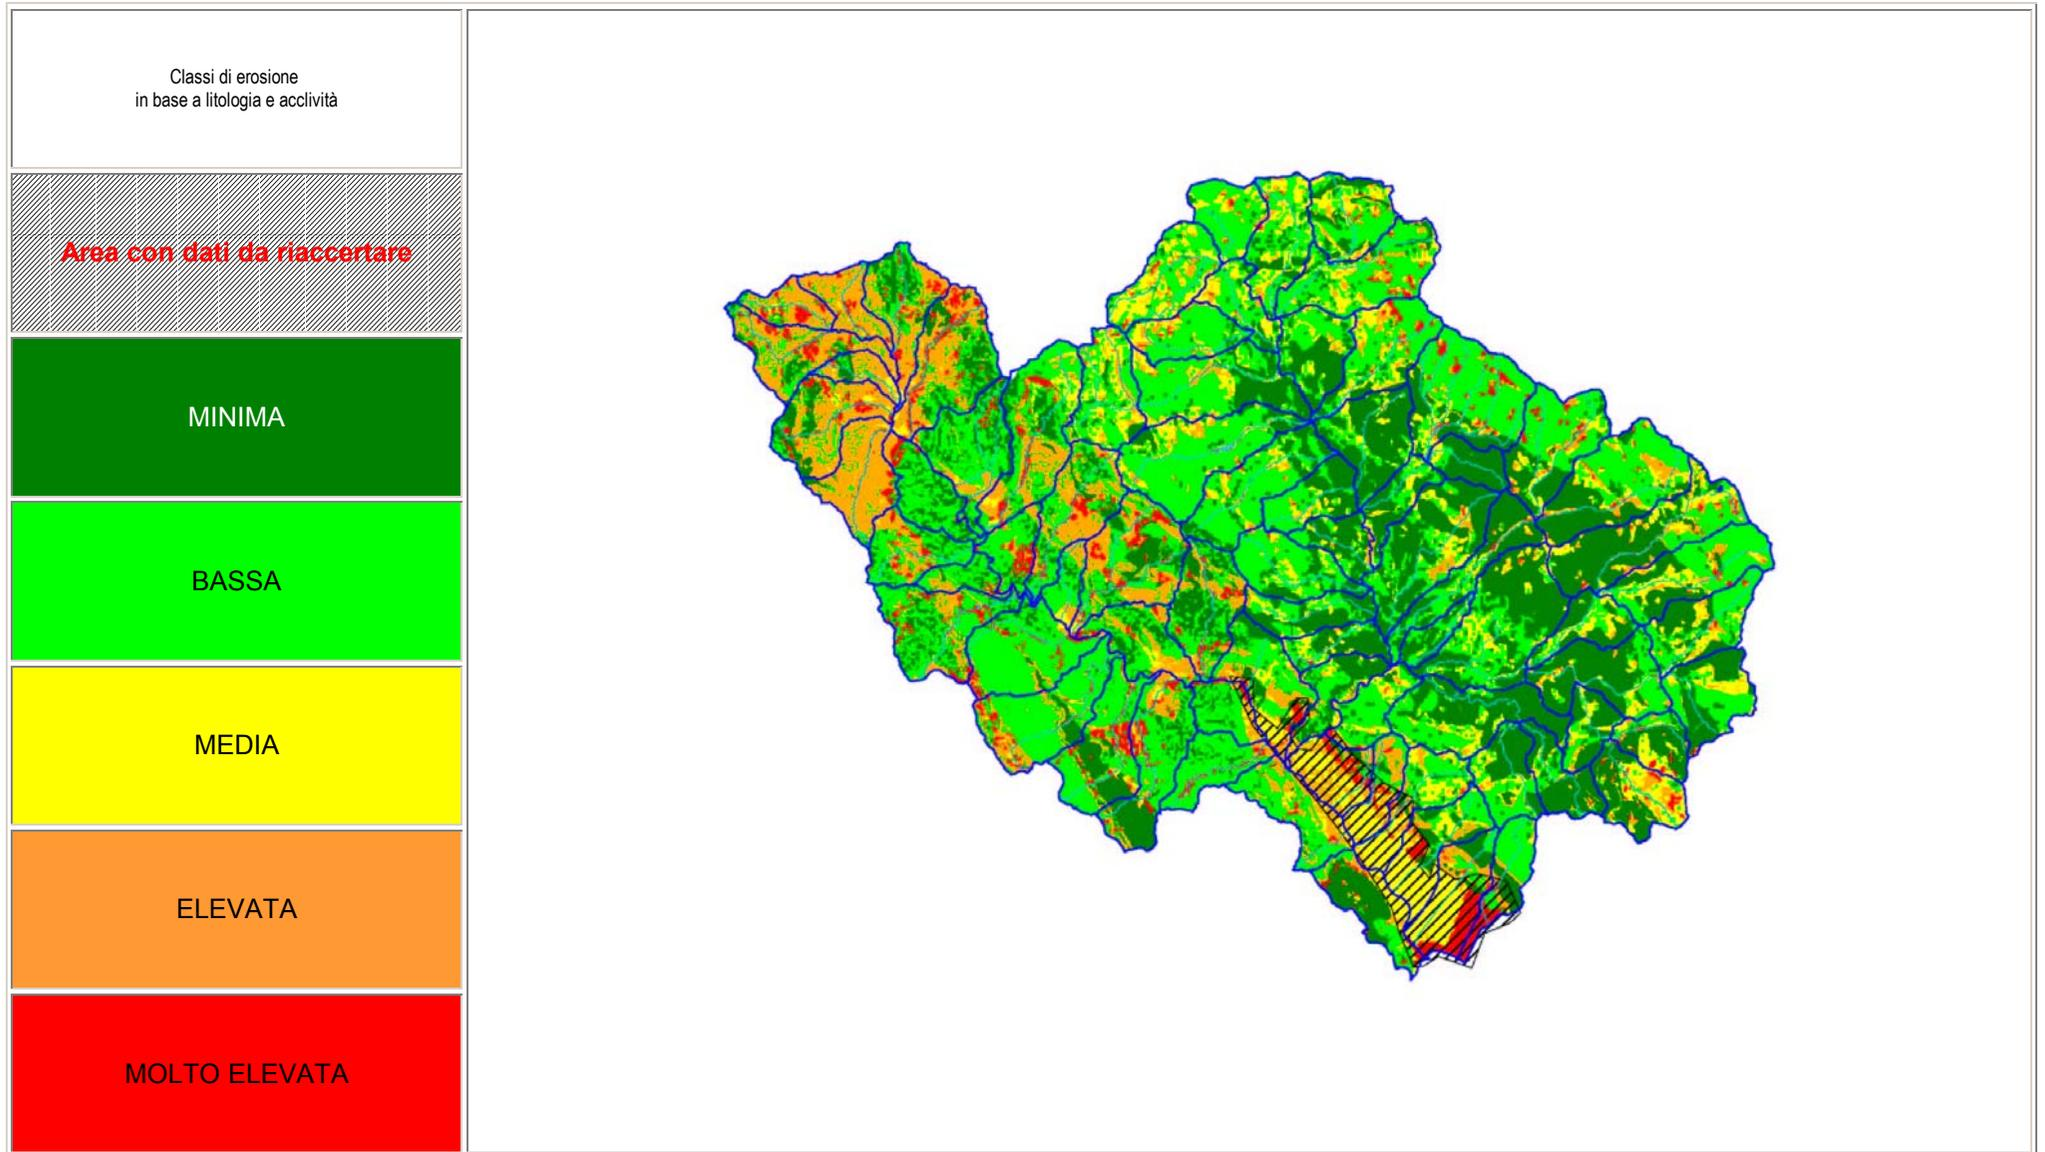 Classi di erosione
in base a litologia e acclività
Area con dati da riaccertare
MINIMA
BASSA
MEDIA
ELEVATA
MOLTO ELEVATA